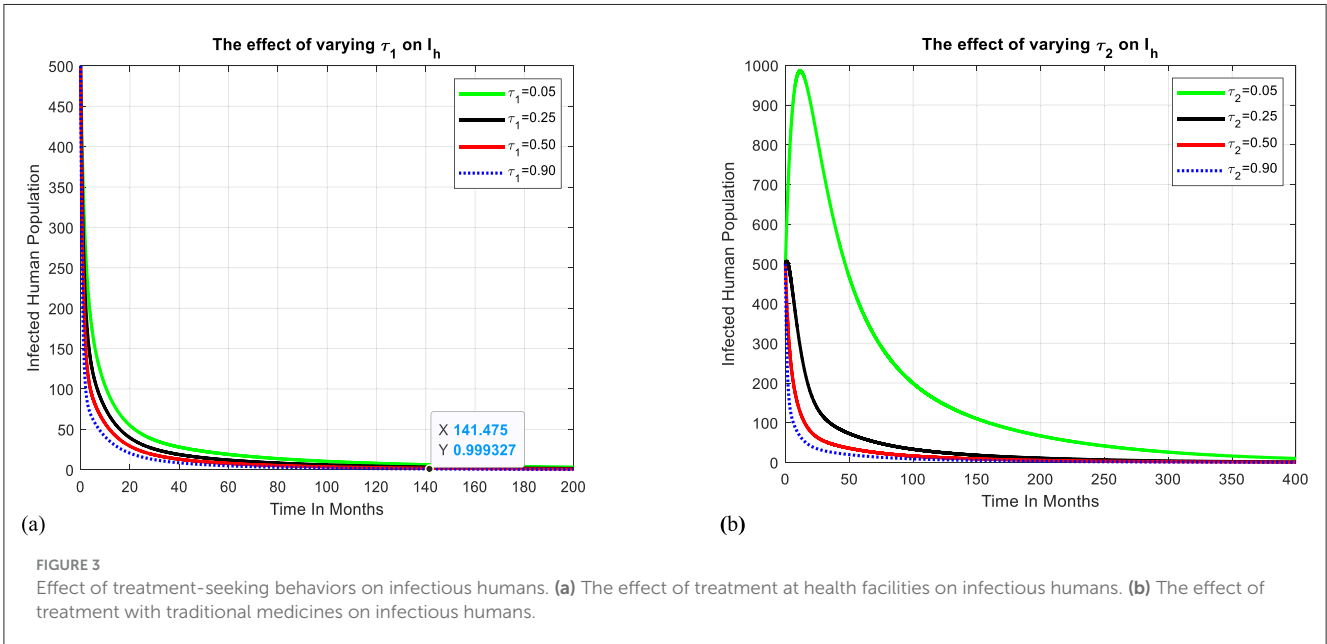 The effect of varying τ1 on Ih
500
450
400
350
300
250
200
150
100
50
0
Infected Human Population
τ1=0.05
τ1=0.25
τ1=0.50
τ1=0.90
X 141.475
Y 0.999327
0 20 40 60 80 100 120 140 160 180 200
Time In Months
(a)
The effect of varying τ2 on Ih
1000
900
800
700
600
500
400
300
200
100
0
Infected Human Population
τ2=0.05
τ2=0.25
τ2=0.50
τ2=0.90
0 50 100 150 200 250 300 350 400
Time In Months
(b)
FIGURE 3
Effect of treatment-seeking behaviors on infectious humans. (a) The effect of treatment at health facilities on infectious humans. (b) The effect of
treatment with traditional medicines on infectious humans.